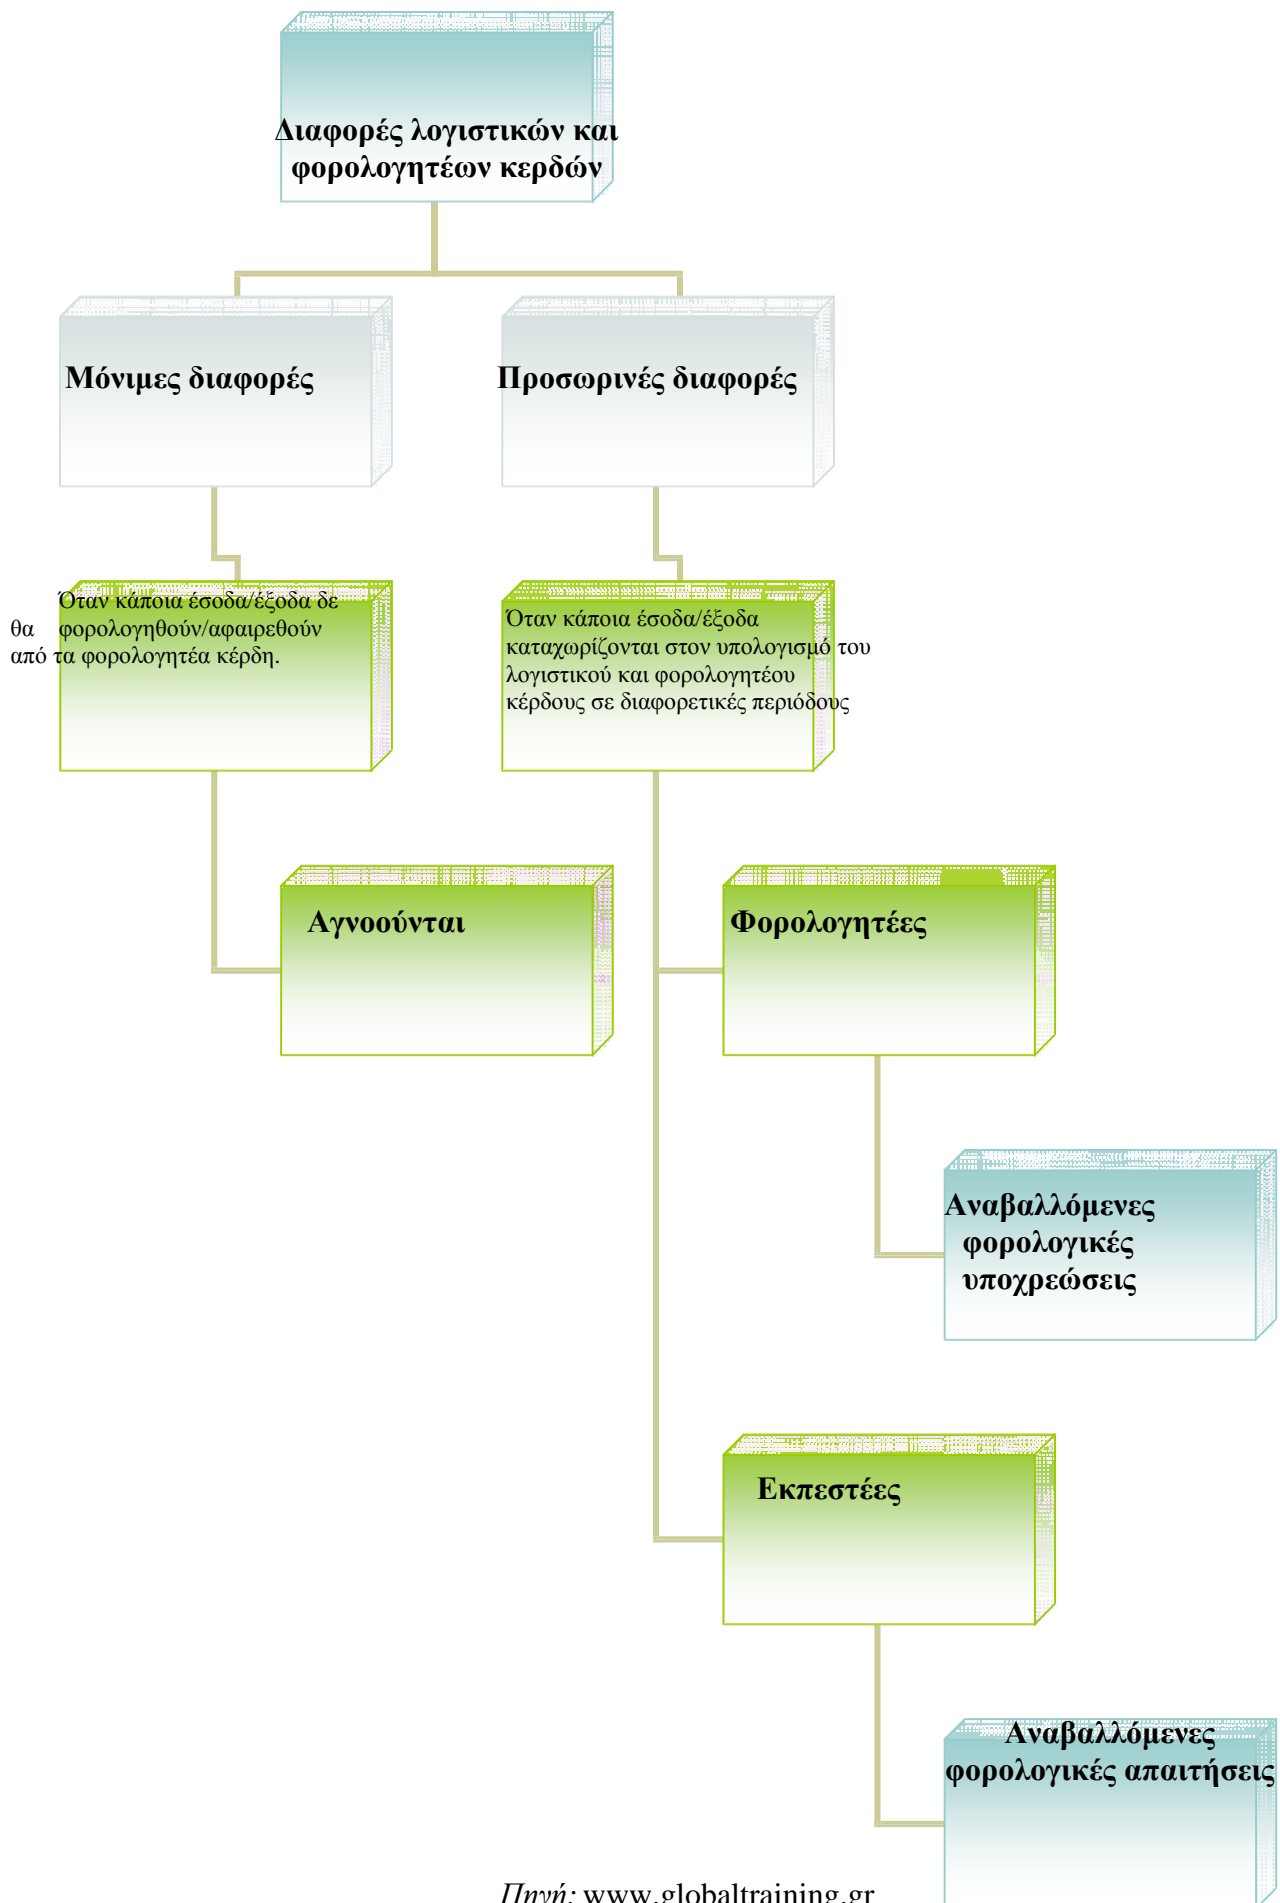 Διαφορές λογιστικών και
φορολογητέων κερδών
Μόνιμες διαφορές
Προσωρινές διαφορές
Όταν κάποια έσοδα/έξοδα δε
θα φορολογηθούν/αφαιρεθούν
από τα φορολογητέα κέρδη.
Όταν κάποια έσοδα/έξοδα
καταχωρίζονται στον υπολογισμό του
λογιστικού και φορολογητέου
κέρδους σε διαφορετικές περιόδους
Αγνοούνται
Φορολογητέες
Αναβαλλόμενες
φορολογικές
υποχρεώσεις
Εκπεστέες
Αναβαλλόμενες
φορολογικές απαιτήσεις
Πηγή: www.globaltraining.gr